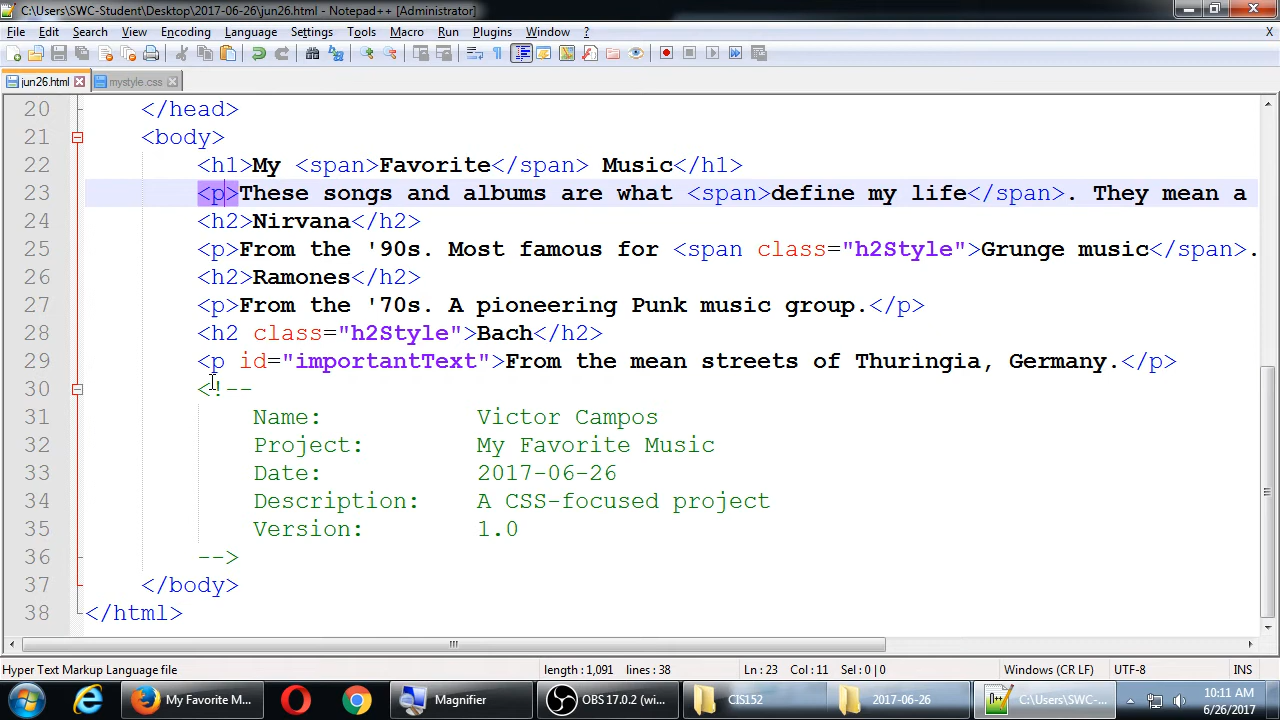 C:\Users\SWC-Student\Desktop\2017-06-26\jun26.html - Notepad++ [Administrator]
File Edit Search View Encoding Language Settings Tools Macro Run Plugins Window ? X
jun26.html mystyle.css
20 </head>
21 <body>
22 <h1>My <span>Favorite</span> Music</h1>
23 <p>These songs and albums are what <span>define my life</span>. They mean a
24 <h2>Nirvana</h2>
25 <p>From the '90s. Most famous for <span class="h2Style">Grunge music</span>.
26 <h2>Ramones</h2>
27 <p>From the '70s. A pioneering Punk music group.</p>
28 <h2 class="h2Style">Bach</h2>
29 <p id="importantText">From the mean streets of Thuringia, Germany.</p>
30 <!--
31 Name: Victor Campos
32 Project: My Favorite Music
33 Date: 2017-06-26
34 Description: A CSS-focused project
35 Version: 1.0
36 -->
37 </body>
38 </html>
Hyper Text Markup Language file length : 1,091 lines : 38 Ln : 23 Col : 11 Sel : 0 | 0 Windows (CR LF) UTF-8 INS
My Favorite M... Magnifier OBS 17.0.2 (wi... CIS152 2017-06-26 C:\Users\SWC-... 10:11 AM
6/26/2017